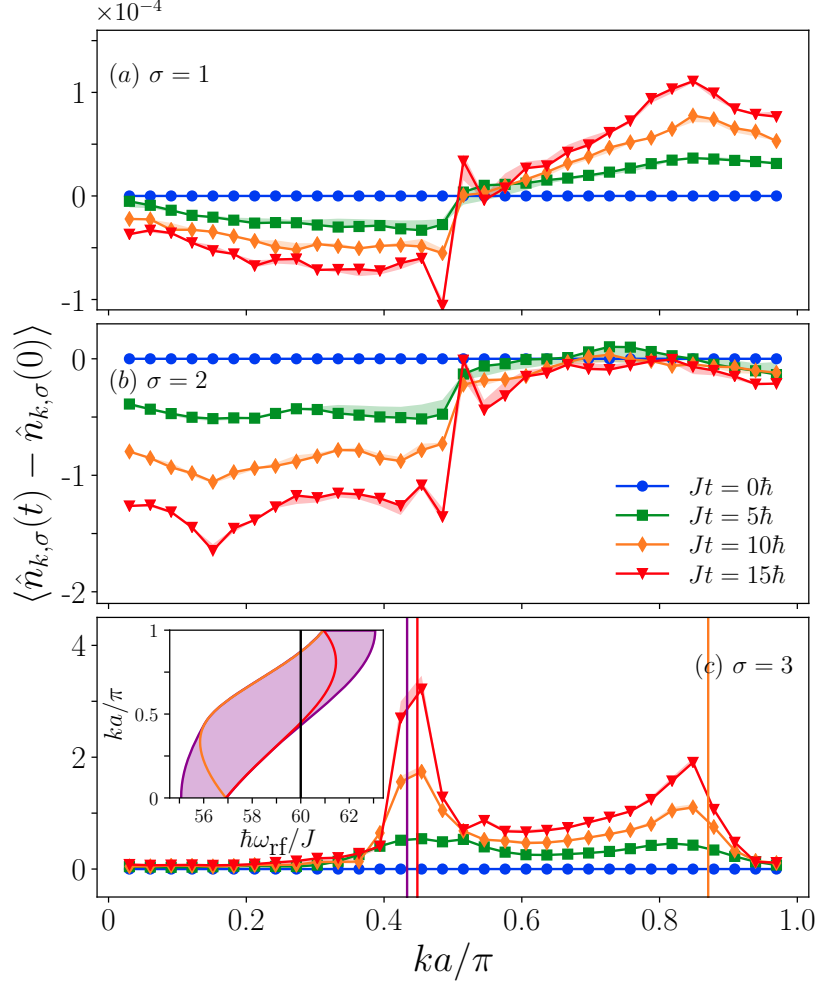 ×10⁻⁴
(a) σ = 1
1
0
-1
(b) σ = 2
0
-1
-2
Jt = 0ħ
Jt = 5ħ
Jt = 10ħ
Jt = 15ħ
⟨n̂ₖ,σ(t) − n̂ₖ,σ(0)⟩
(c) σ = 3
4
2
0
1
0.5
0
ka/π
56 58 60 62
ħω_rf/J
0 0.2 0.4 0.6 0.8 1.0
ka/π